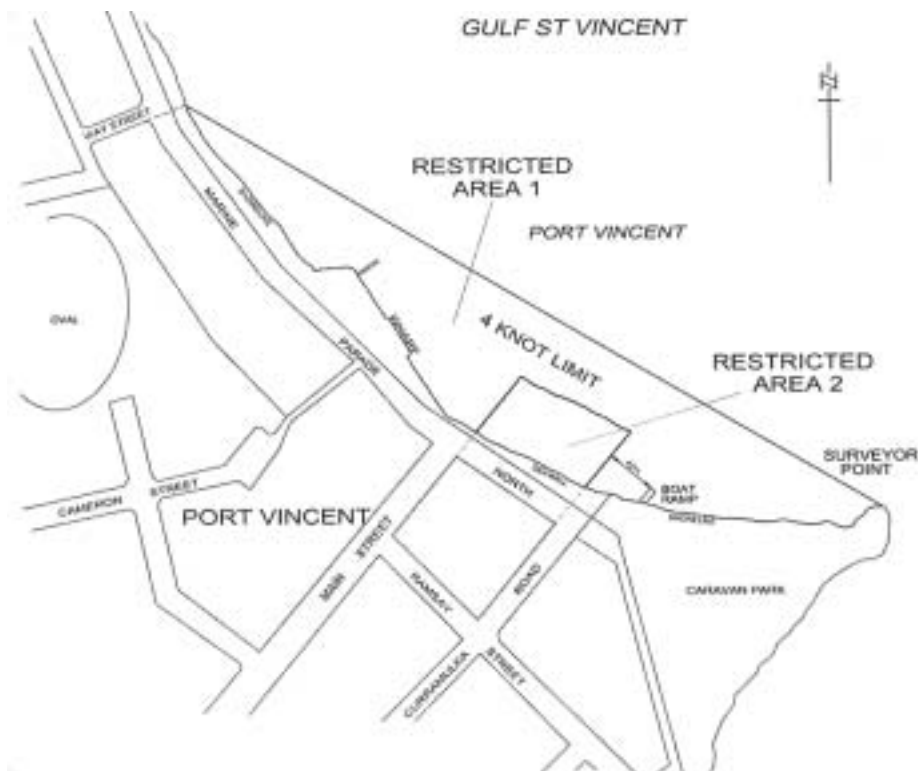 GULF ST VINCENT
N
WAY STREET
RESTRICTED
AREA 1
MARINE
PORT VINCENT
OVAL
WHARF
4 KNOT LIMIT
PARADE
RESTRICTED
AREA 2
SURVEYOR
POINT
BOAT
RAMP
NORTH
CAMERON STREET
PORT VINCENT
MAIN STREET
RAMSAY STREET
CURRAMULKA ROAD
CARAVAN PARK